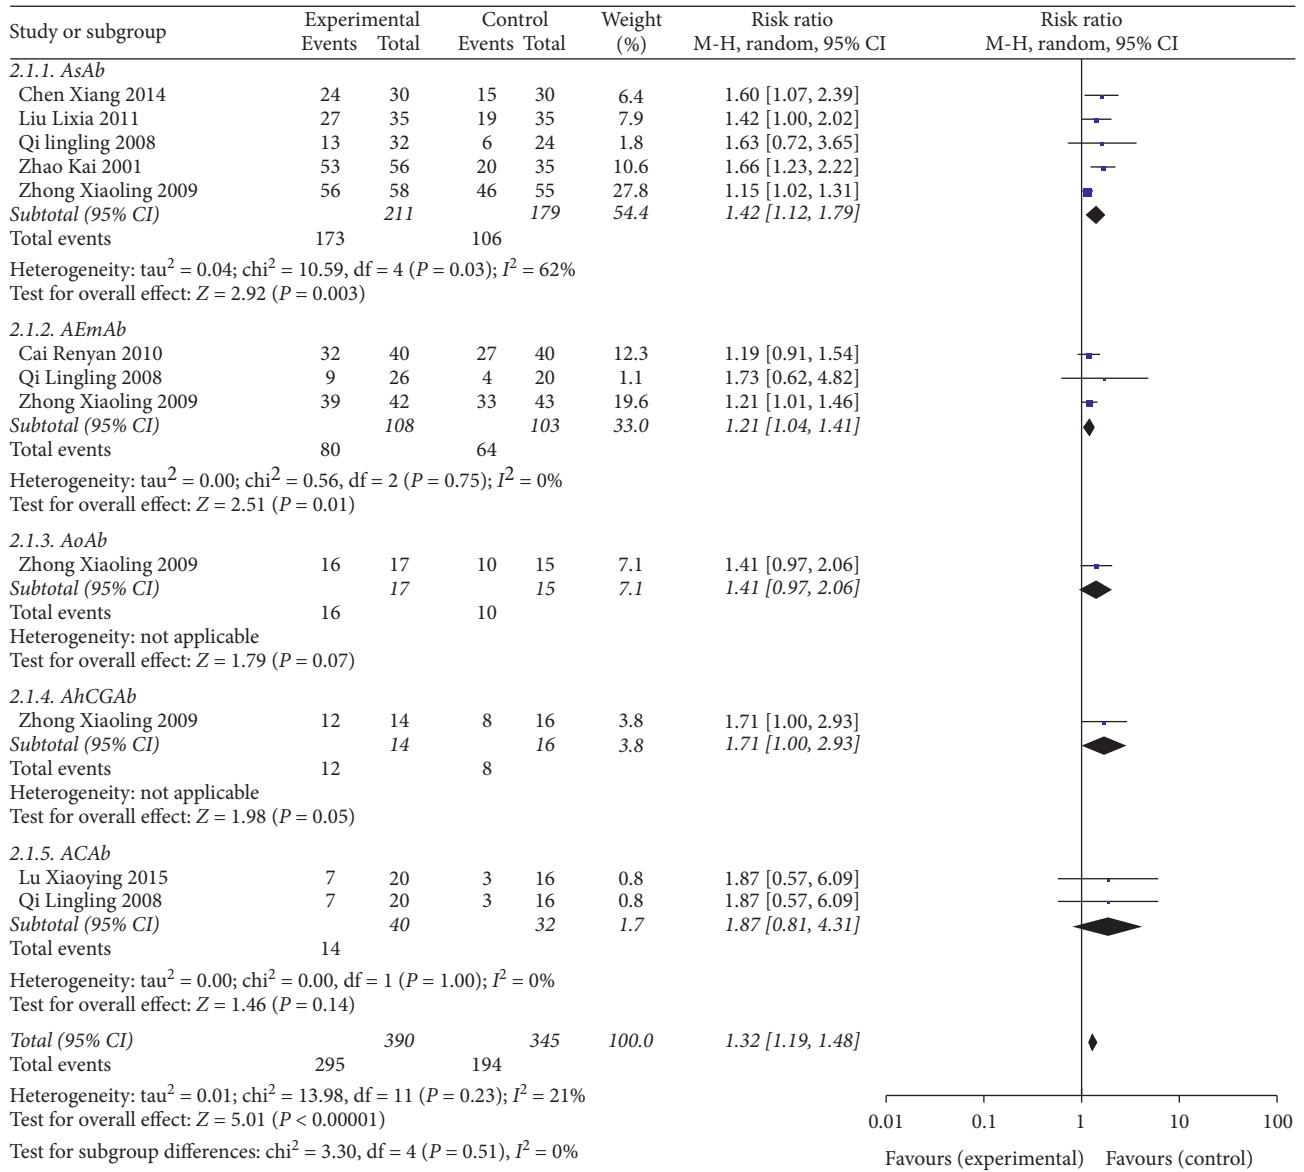 Study or subgroup Experimental Control Weight Risk ratio Risk ratio
Events Total Events Total (%) M-H, random, 95% CI M-H, random, 95% CI
2.1.1. AsAb
Chen Xiang 2014 24 30 15 30 6.4 1.60 [1.07, 2.39]
Liu Lixia 2011 27 35 19 35 7.9 1.42 [1.00, 2.02]
Qi lingling 2008 13 32 6 24 1.8 1.63 [0.72, 3.65]
Zhao Kai 2001 53 56 20 35 10.6 1.66 [1.23, 2.22]
Zhong Xiaoling 2009 56 58 46 55 27.8 1.15 [1.02, 1.31]
Subtotal (95% CI) 211 179 54.4 1.42 [1.12, 1.79]
Total events 173 106
Heterogeneity: tau² = 0.04; chi² = 10.59, df = 4 (P = 0.03); I² = 62%
Test for overall effect: Z = 2.92 (P = 0.003)
2.1.2. AEmAb
Cai Renyan 2010 32 40 27 40 12.3 1.19 [0.91, 1.54]
Qi Lingling 2008 9 26 4 20 1.1 1.73 [0.62, 4.82]
Zhong Xiaoling 2009 39 42 33 43 19.6 1.21 [1.01, 1.46]
Subtotal (95% CI) 108 103 33.0 1.21 [1.04, 1.41]
Total events 80 64
Heterogeneity: tau² = 0.00; chi² = 0.56, df = 2 (P = 0.75); I² = 0%
Test for overall effect: Z = 2.51 (P = 0.01)
2.1.3. AoAb
Zhong Xiaoling 2009 16 17 10 15 7.1 1.41 [0.97, 2.06]
Subtotal (95% CI) 17 15 7.1 1.41 [0.97, 2.06]
Total events 16 10
Heterogeneity: not applicable
Test for overall effect: Z = 1.79 (P = 0.07)
2.1.4. AhCGAb
Zhong Xiaoling 2009 12 14 8 16 3.8 1.71 [1.00, 2.93]
Subtotal (95% CI) 14 16 3.8 1.71 [1.00, 2.93]
Total events 12 8
Heterogeneity: not applicable
Test for overall effect: Z = 1.98 (P = 0.05)
2.1.5. ACAb
Lu Xiaoying 2015 7 20 3 16 0.8 1.87 [0.57, 6.09]
Qi Lingling 2008 7 20 3 16 0.8 1.87 [0.57, 6.09]
Subtotal (95% CI) 40 32 1.7 1.87 [0.81, 4.31]
Total events 14
Heterogeneity: tau² = 0.00; chi² = 0.00, df = 1 (P = 1.00); I² = 0%
Test for overall effect: Z = 1.46 (P = 0.14)
Total (95% CI) 390 345 100.0 1.32 [1.19, 1.48]
Total events 295 194
Heterogeneity: tau² = 0.01; chi² = 13.98, df = 11 (P = 0.23); I² = 21%
Test for overall effect: Z = 5.01 (P < 0.00001)
Test for subgroup differences: chi² = 3.30, df = 4 (P = 0.51), I² = 0%
0.01 0.1 1 10 100
Favours (experimental) Favours (control)